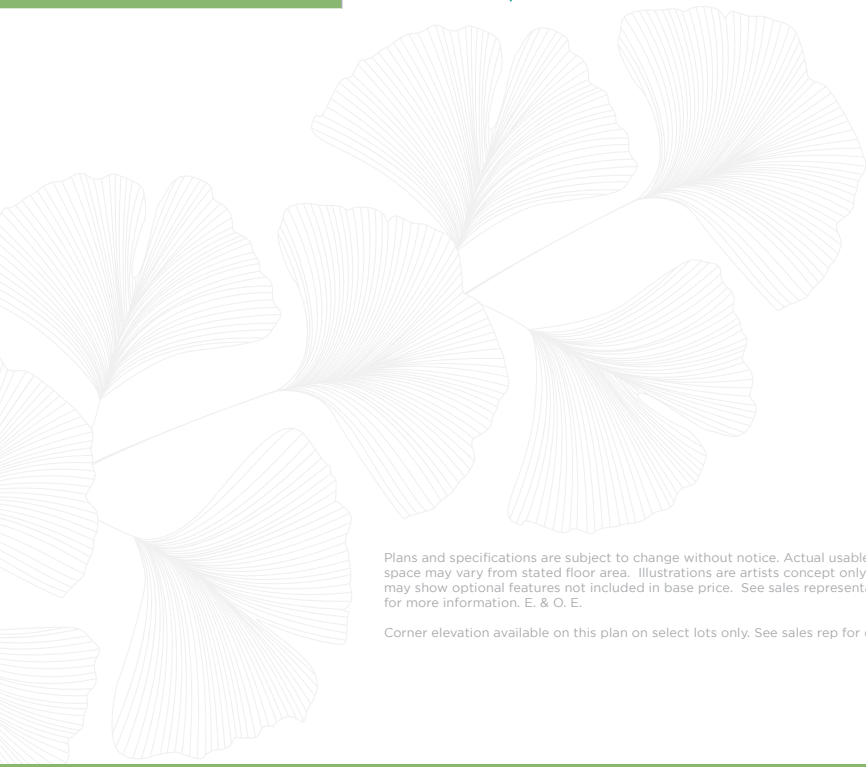 Plans and specifications are subject to change without notice. Actual usable
space may vary from stated floor area. Illustrations are artists concept only
may show optional features not included in base price. See sales
for more information. E. & O. E.
Corner elevation available on this plan on select lots only. See sales rep for